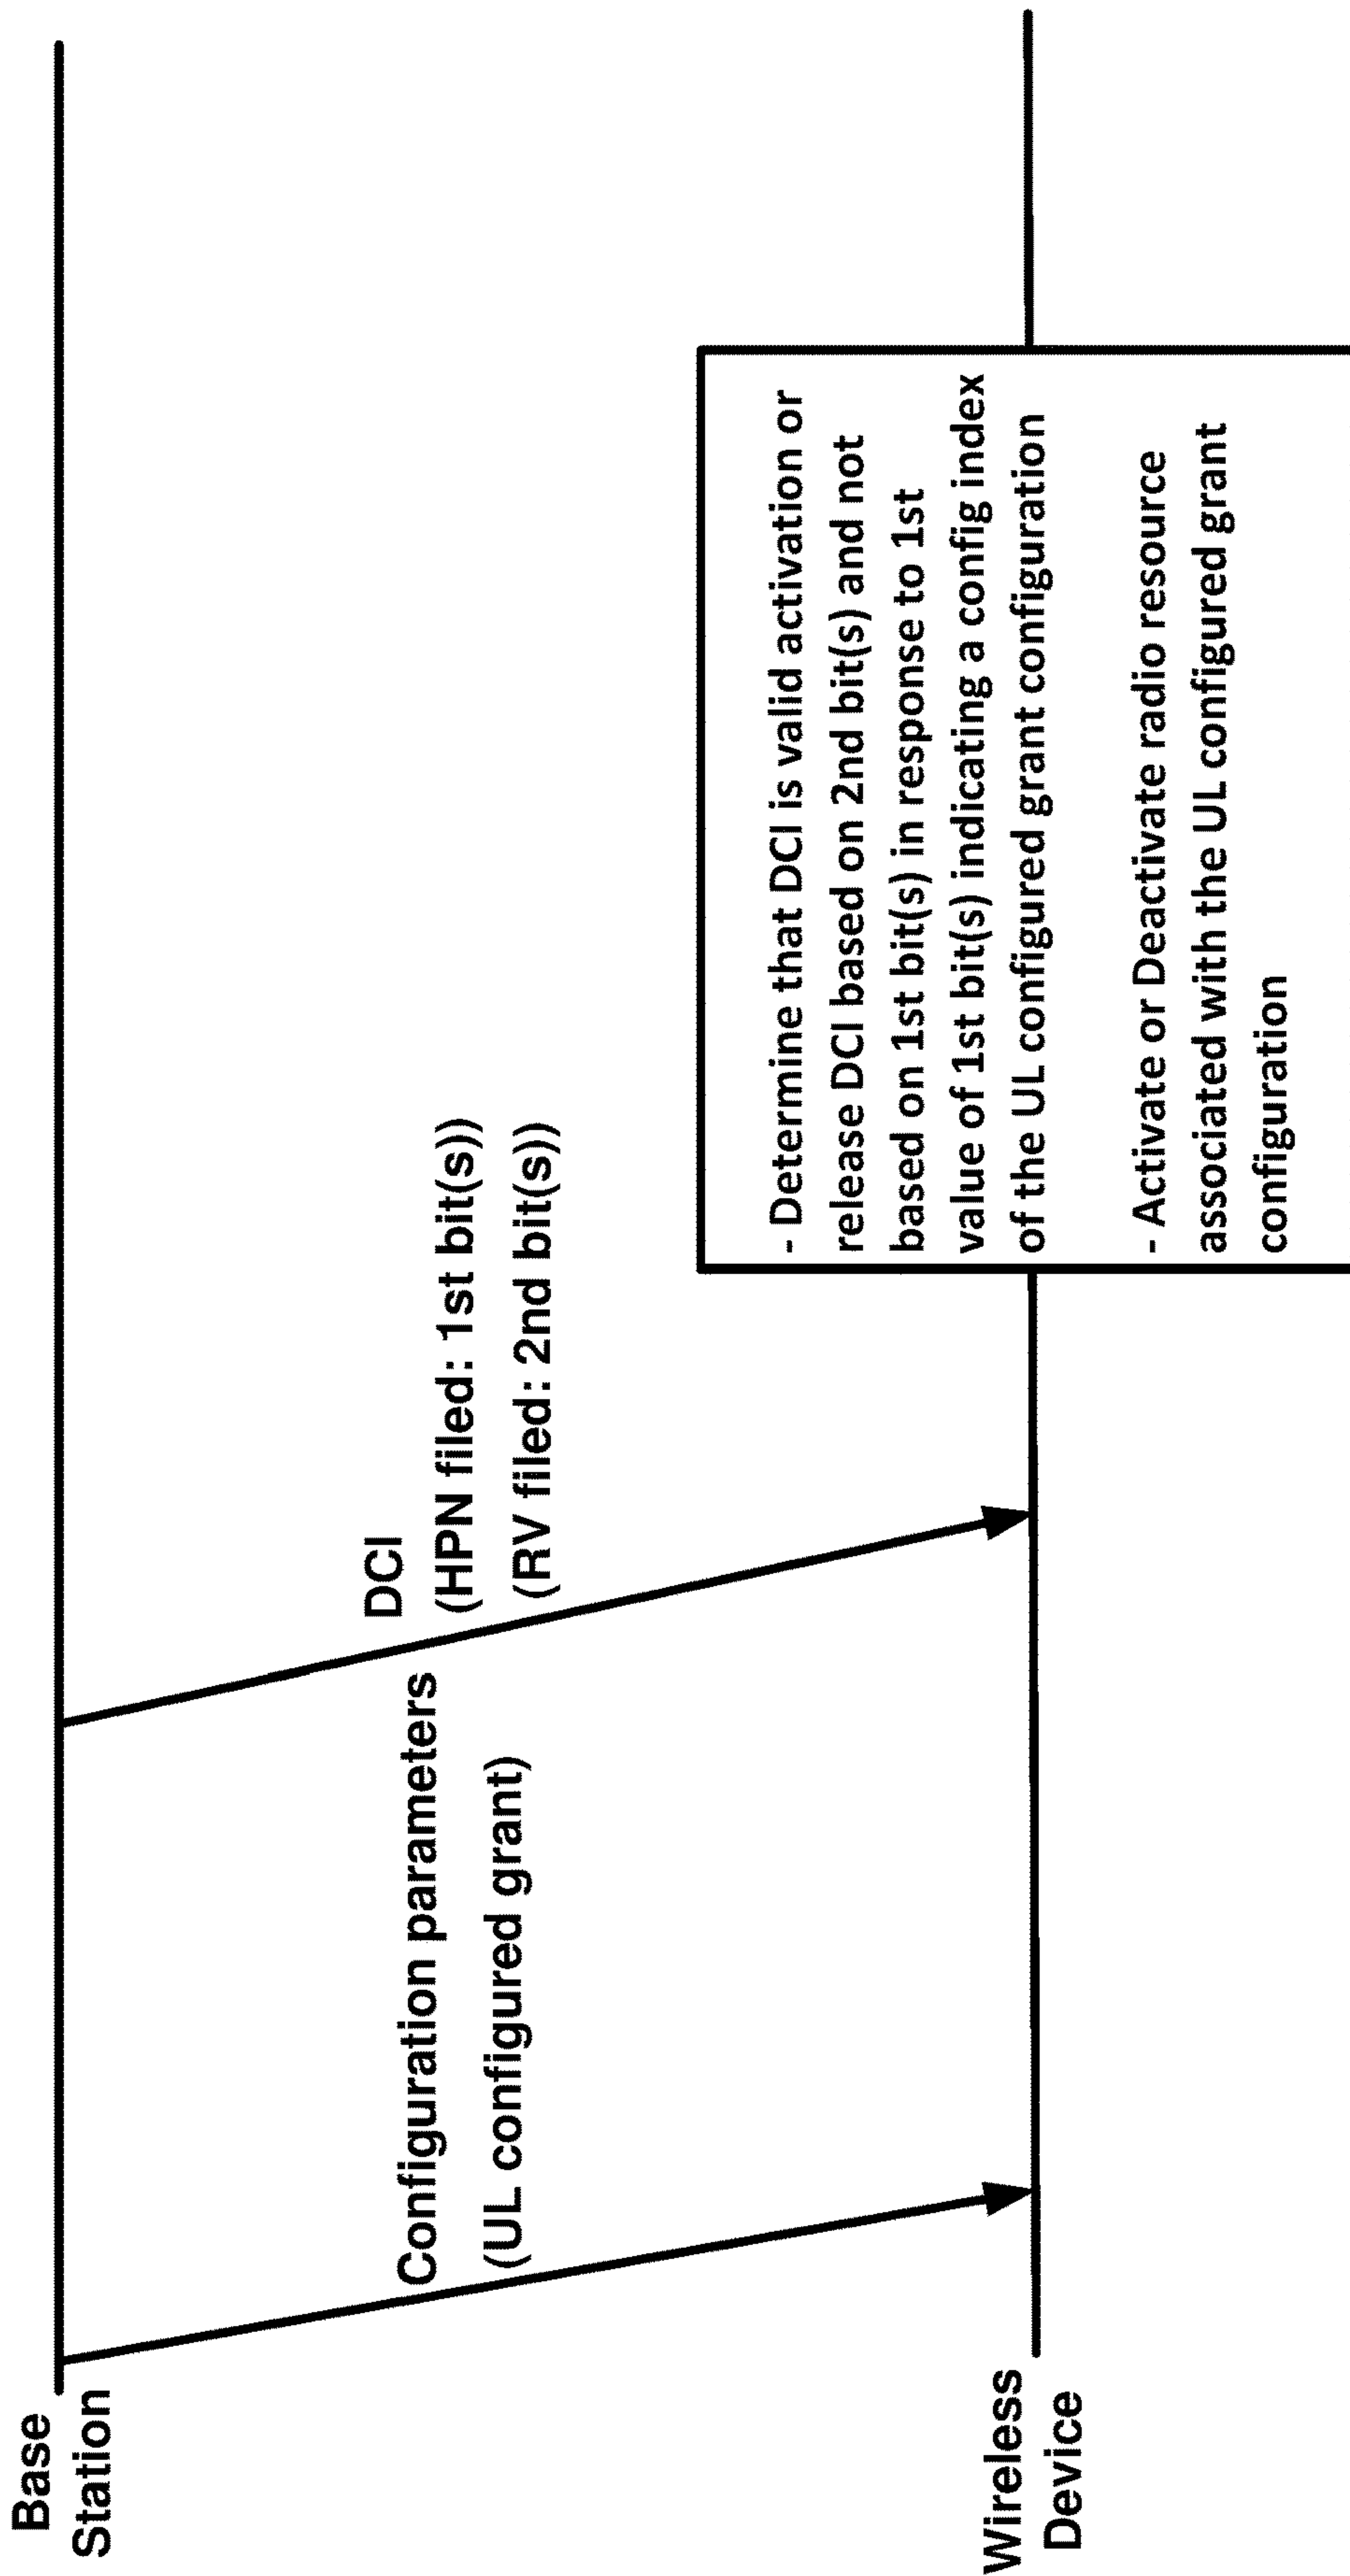 Base
Station
Configuration parameters
(UL configured grant)
DCI
(HPN filed: 1st bit(s))
(RV filed: 2nd bit(s))
Wireless
Device
- Determine that DCI is valid activation or
release DCI based on 2nd bit(s) and not
based on 1st bit(s) in response to 1st
value of 1st bit(s) indicating a config index
of the UL configured grant configuration
- Activate or Deactivate radio resource
associated with the UL configured grant
configuration